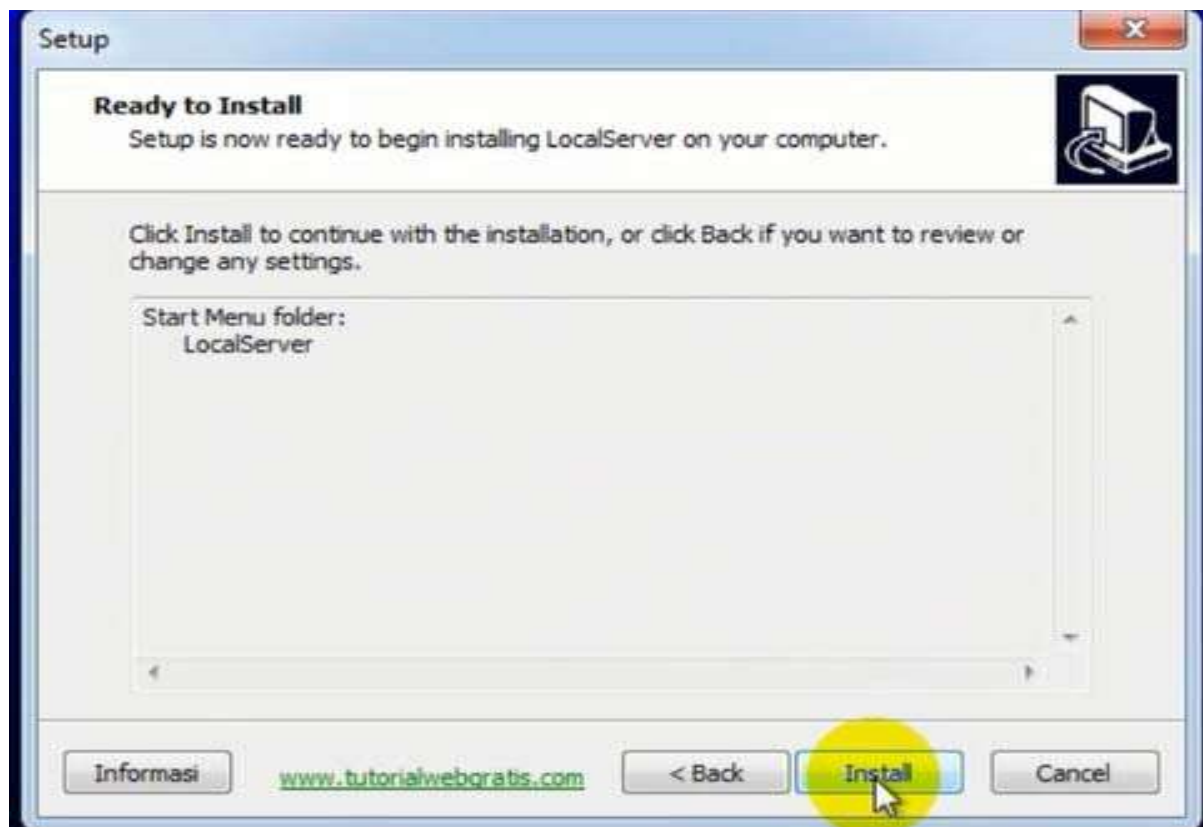 Setup
Ready to Install
Setup is now ready to begin installing LocalServer on your computer.
Click Install to continue with the installation, or click Back if you want to review or
change any settings.
Start Menu folder:
LocalServer
Informasi
www.tutorialwebgratis.com
< Back
Install
Cancel